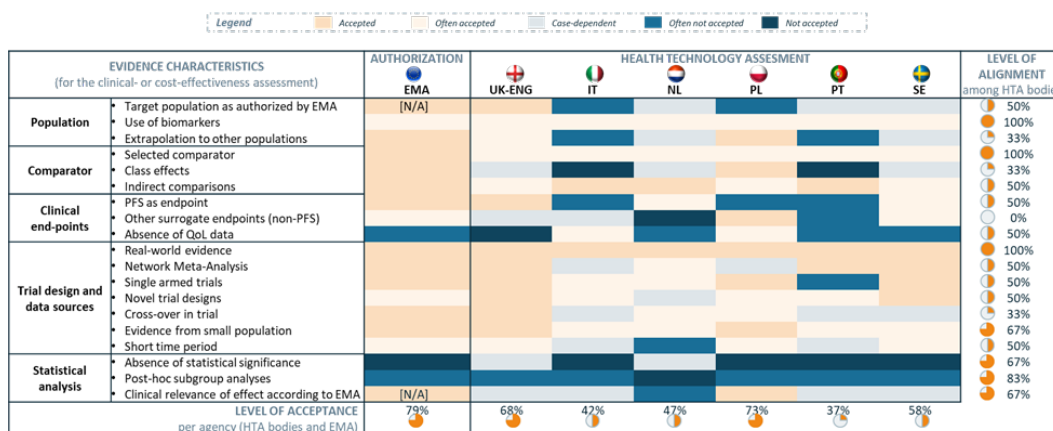 Legend Accepted Often accepted Case-dependent Often not accepted Not accepted
EVIDENCE CHARACTERISTICS
(for the clinical- or cost-effectiveness assessment)
AUTHORIZATION
EMA
HEALTH TECHNOLOGY ASSESMENT
UK-ENG IT NL PL PT SE
LEVEL OF
ALIGNMENT
among HTA bodies
Population
• Target population as authorized by EMA [N/A] 50%
• Use of biomarkers 100%
• Extrapolation to other populations 33%
Comparator
• Selected comparator 100%
• Class effects 33%
• Indirect comparisons 50%
Clinical
end-points
• PFS as endpoint 50%
• Other surrogate endpoints (non-PFS) 0%
• Absence of QoL data 50%
Trial design and
data sources
• Real-world evidence 100%
• Network Meta-Analysis 50%
• Single armed trials 50%
• Novel trial designs 50%
• Cross-over in trial 33%
• Evidence from small population 67%
• Short time period 50%
Statistical
analysis
• Absence of statistical significance 67%
• Post-hoc subgroup analyses 83%
• Clinical relevance of effect according to EMA [N/A] 67%
LEVEL OF ACCEPTANCE
per agency (HTA bodies and EMA)
79% 68% 42% 47% 73% 37% 58%